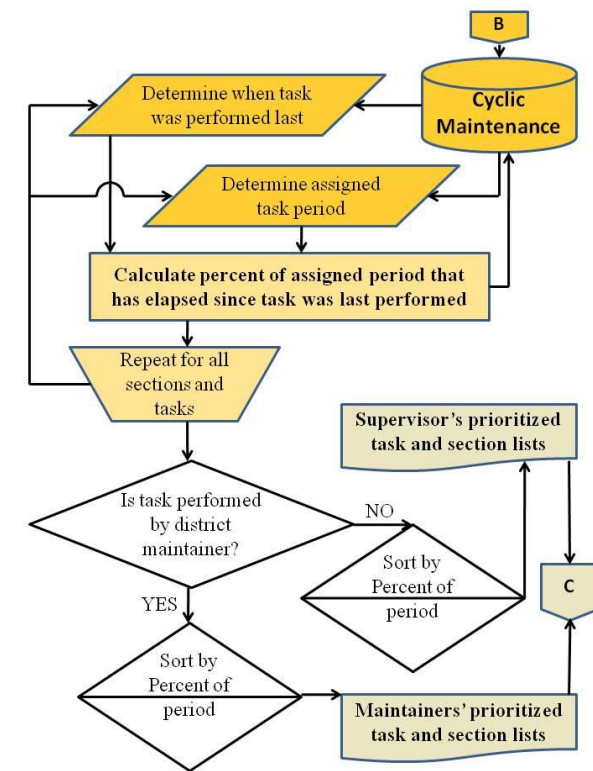 B
Cyclic
Maintenance
Determine when task
was performed last
Determine assigned
task period
Calculate percent of assigned period that
has elapsed since task was last performed
Repeat for all
sections and
tasks
Supervisor's prioritized
task and section lists
Is task performed
by district
maintainer?
NO
Sort by
Percent of
period
C
YES
Sort by
Percent of
period
Maintainers' prioritized
task and section lists